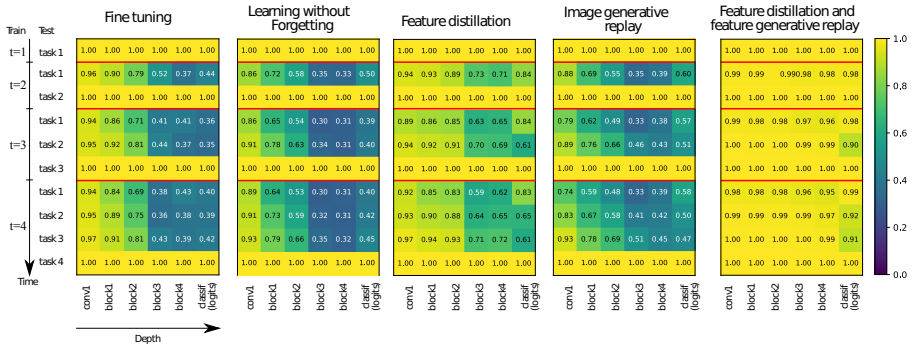 Train Test Fine tuning Learning without Forgetting Feature distillation Image generative replay Feature distillation and feature generative replay
t=1 task 1 1.00 1.00 1.00 1.00 1.00 1.00 1.00 1.00 1.00 1.00 1.00 1.00 1.00 1.00 1.00 1.00 1.00 1.00 1.00 1.00 1.00 1.00 1.00 1.00 1.00 1.00 1.00 1.00 1.00 1.00 1.0
t=2 task 1 0.96 0.90 0.79 0.52 0.37 0.44 0.86 0.72 0.58 0.35 0.33 0.50 0.94 0.93 0.89 0.73 0.71 0.84 0.88 0.69 0.55 0.35 0.39 0.60 0.99 0.99 0.99 0.98 0.98 0.98
task 2 1.00 1.00 1.00 1.00 1.00 1.00 1.00 1.00 1.00 1.00 1.00 1.00 1.00 1.00 1.00 1.00 1.00 1.00 1.00 1.00 1.00 1.00 1.00 1.00 1.00 1.00 1.00 1.00 1.00 1.00 0.8
t=3 task 1 0.94 0.86 0.71 0.41 0.41 0.36 0.86 0.65 0.54 0.30 0.31 0.39 0.89 0.86 0.85 0.63 0.65 0.84 0.79 0.62 0.49 0.33 0.38 0.57 0.99 0.98 0.98 0.97 0.96 0.98
task 2 0.95 0.92 0.81 0.44 0.37 0.35 0.91 0.78 0.63 0.34 0.31 0.40 0.94 0.92 0.90 0.70 0.69 0.61 0.89 0.76 0.66 0.46 0.43 0.51 1.00 1.00 1.00 0.99 0.99 0.90 0.6
task 3 1.00 1.00 1.00 1.00 1.00 1.00 1.00 1.00 1.00 1.00 1.00 1.00 1.00 1.00 1.00 1.00 1.00 1.00 1.00 1.00 1.00 1.00 1.00 1.00 1.00 1.00 1.00 1.00 1.00 1.00
t=4 task 1 0.94 0.84 0.69 0.38 0.43 0.40 0.89 0.64 0.53 0.30 0.31 0.40 0.92 0.85 0.83 0.59 0.62 0.83 0.74 0.59 0.48 0.33 0.39 0.58 0.98 0.98 0.98 0.96 0.95 0.99 0.4
task 2 0.95 0.89 0.75 0.36 0.38 0.39 0.91 0.73 0.59 0.32 0.31 0.42 0.93 0.90 0.88 0.64 0.65 0.65 0.83 0.67 0.58 0.41 0.42 0.50 0.99 0.99 0.99 0.97 0.97 0.92 0.2
task 3 0.97 0.91 0.81 0.43 0.39 0.42 0.93 0.79 0.66 0.35 0.32 0.45 0.97 0.94 0.93 0.71 0.72 0.61 0.93 0.78 0.69 0.51 0.45 0.47 1.00 1.00 1.00 0.99 0.99 0.91
task 4 1.00 1.00 1.00 1.00 1.00 1.00 1.00 1.00 1.00 1.00 1.00 1.00 1.00 1.00 1.00 1.00 1.00 1.00 1.00 1.00 1.00 1.00 1.00 1.00 1.00 1.00 1.00 1.00 1.00 1.00 0.0
Time
conv1 block1 block2 block3 block4 classif (logits) conv1 block1 block2 block3 block4 classif (logits) conv1 block1 block2 block3 block4 classif (logits) conv1 block1 block2 block3 block4 classif (logits) conv1 block1 block2 block3 block4 classif (logits)
Depth